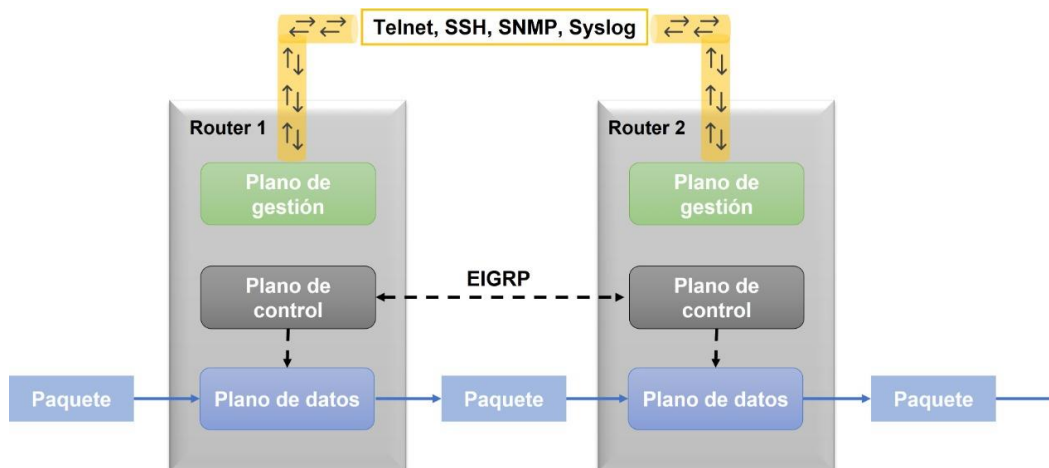 Telnet, SSH, SNMP, Syslog
Router 1
Router 2
Plano de
gestión
Plano de
gestión
Plano de
control
EIGRP
Plano de
control
Paquete
Plano de datos
Paquete
Plano de datos
Paquete